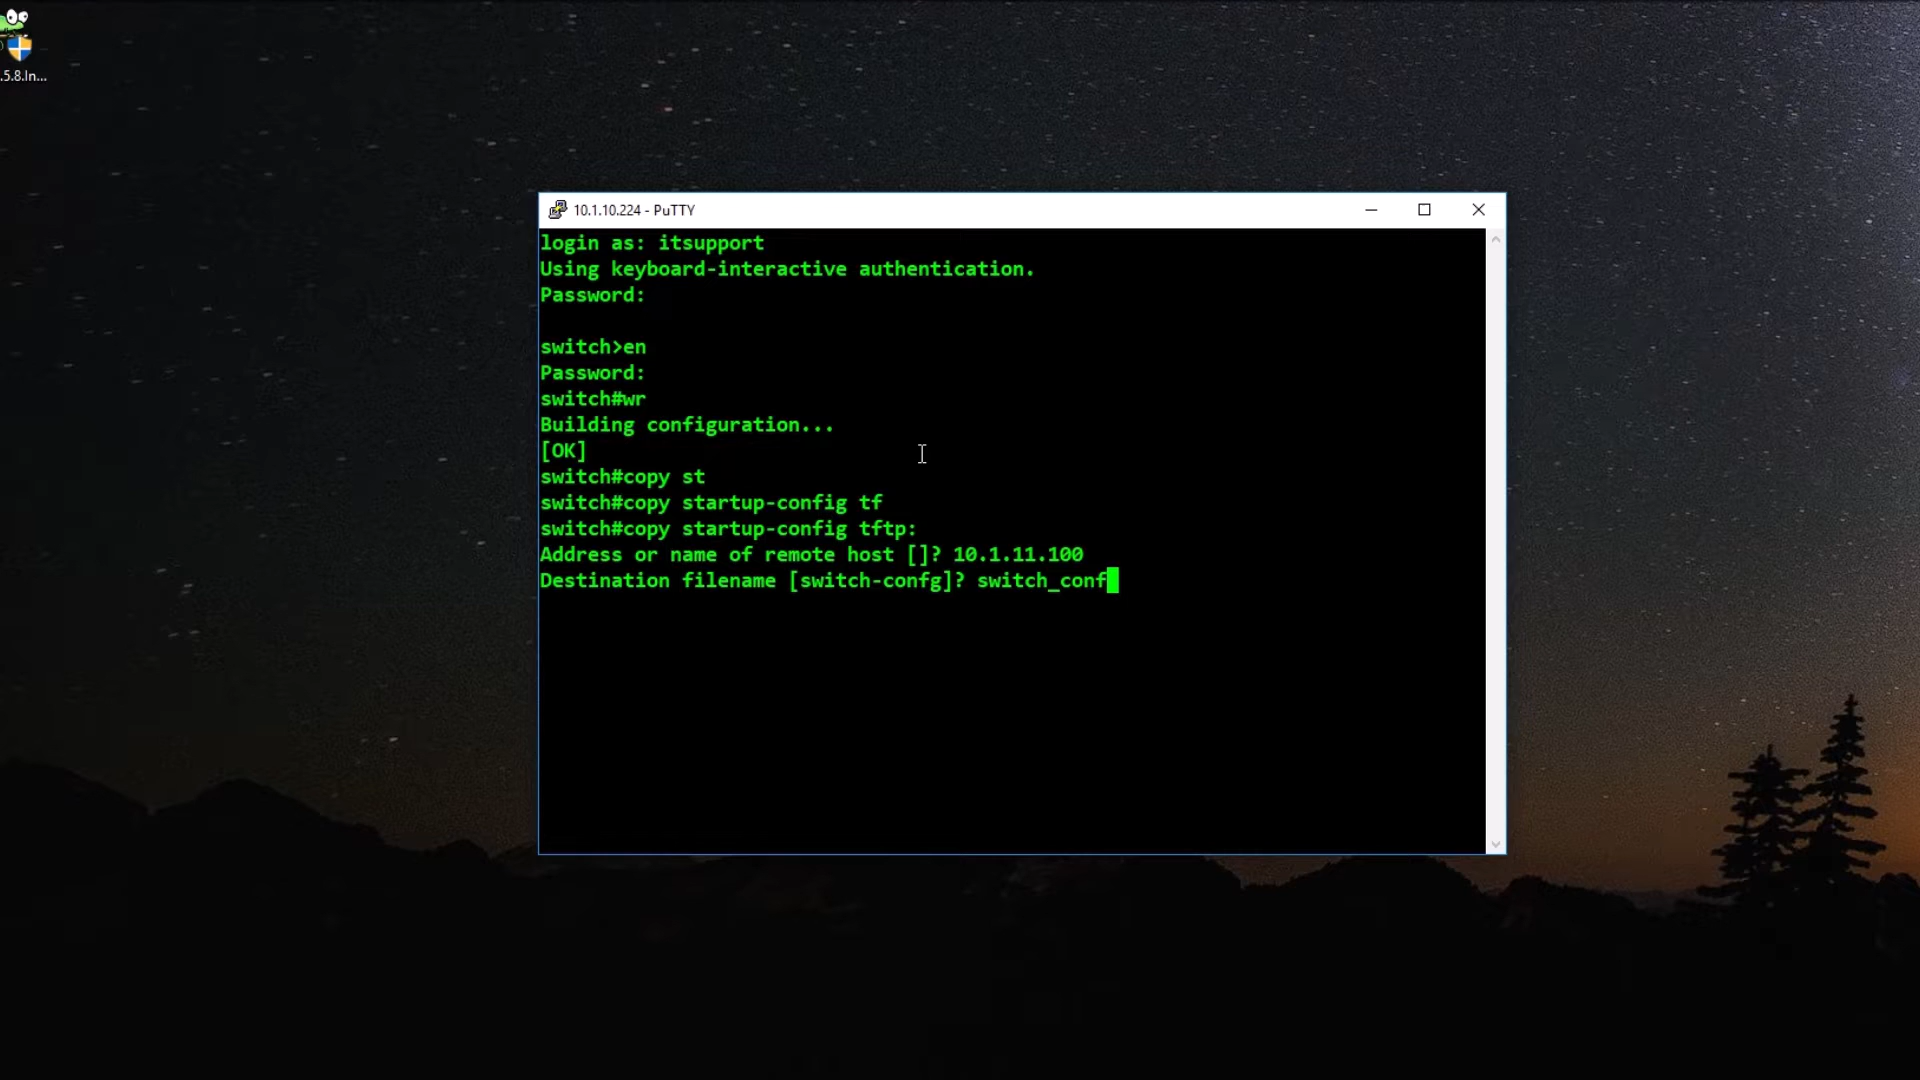 .5.8.In...
10.1.10.224 - PuTTY
login as: itsupport
Using keyboard-interactive authentication.
Password:
switch>en
Password:
switch#wr
Building configuration...
[OK]
switch#copy st
switch#copy startup-config tf
switch#copy startup-config tftp:
Address or name of remote host []? 10.1.11.100
Destination filename [switch-confg]? switch_conf